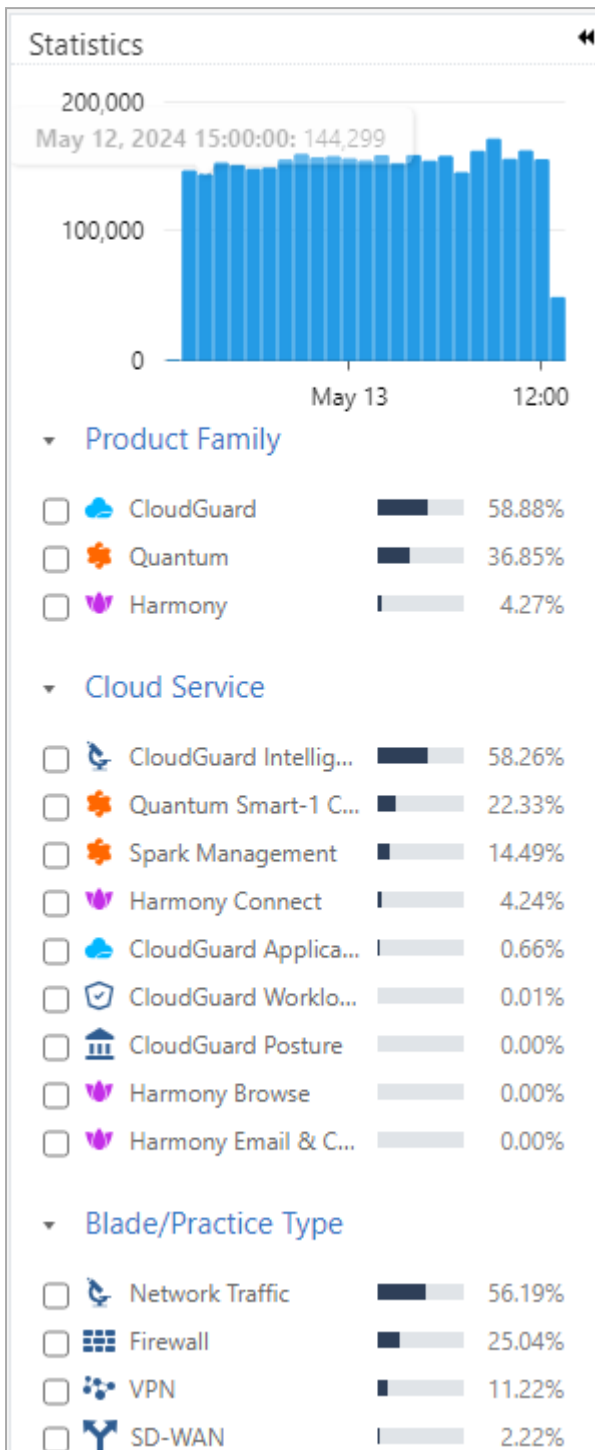 Statistics
200,000
May 12, 2024 15:00:00: 144,299
100,000
0
May 13 12:00
Product Family
CloudGuard 58.88%
Quantum 36.85%
Harmony 4.27%
Cloud Service
CloudGuard Intellig... 58.26%
Quantum Smart-1 C... 22.33%
Spark Management 14.49%
Harmony Connect 4.24%
CloudGuard Applica... 0.66%
CloudGuard Worklo... 0.01%
CloudGuard Posture 0.00%
Harmony Browse 0.00%
Harmony Email & C... 0.00%
Blade/Practice Type
Network Traffic 56.19%
Firewall 25.04%
VPN 11.22%
SD-WAN 2.22%